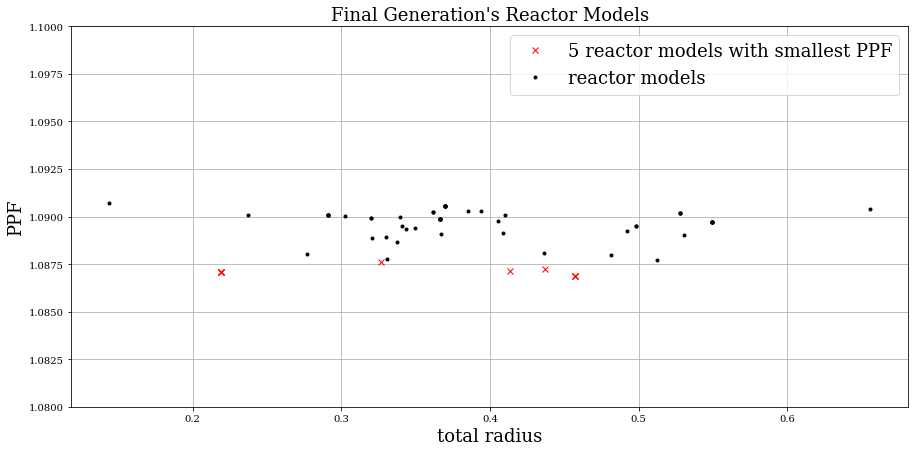 Final Generation's Reactor Models
5 reactor models with smallest PPF
reactor models
PPF
1.1000
1.0975
1.0950
1.0925
1.0900
1.0875
1.0850
1.0825
1.0800
0.2
0.3
0.4
0.5
0.6
total radius